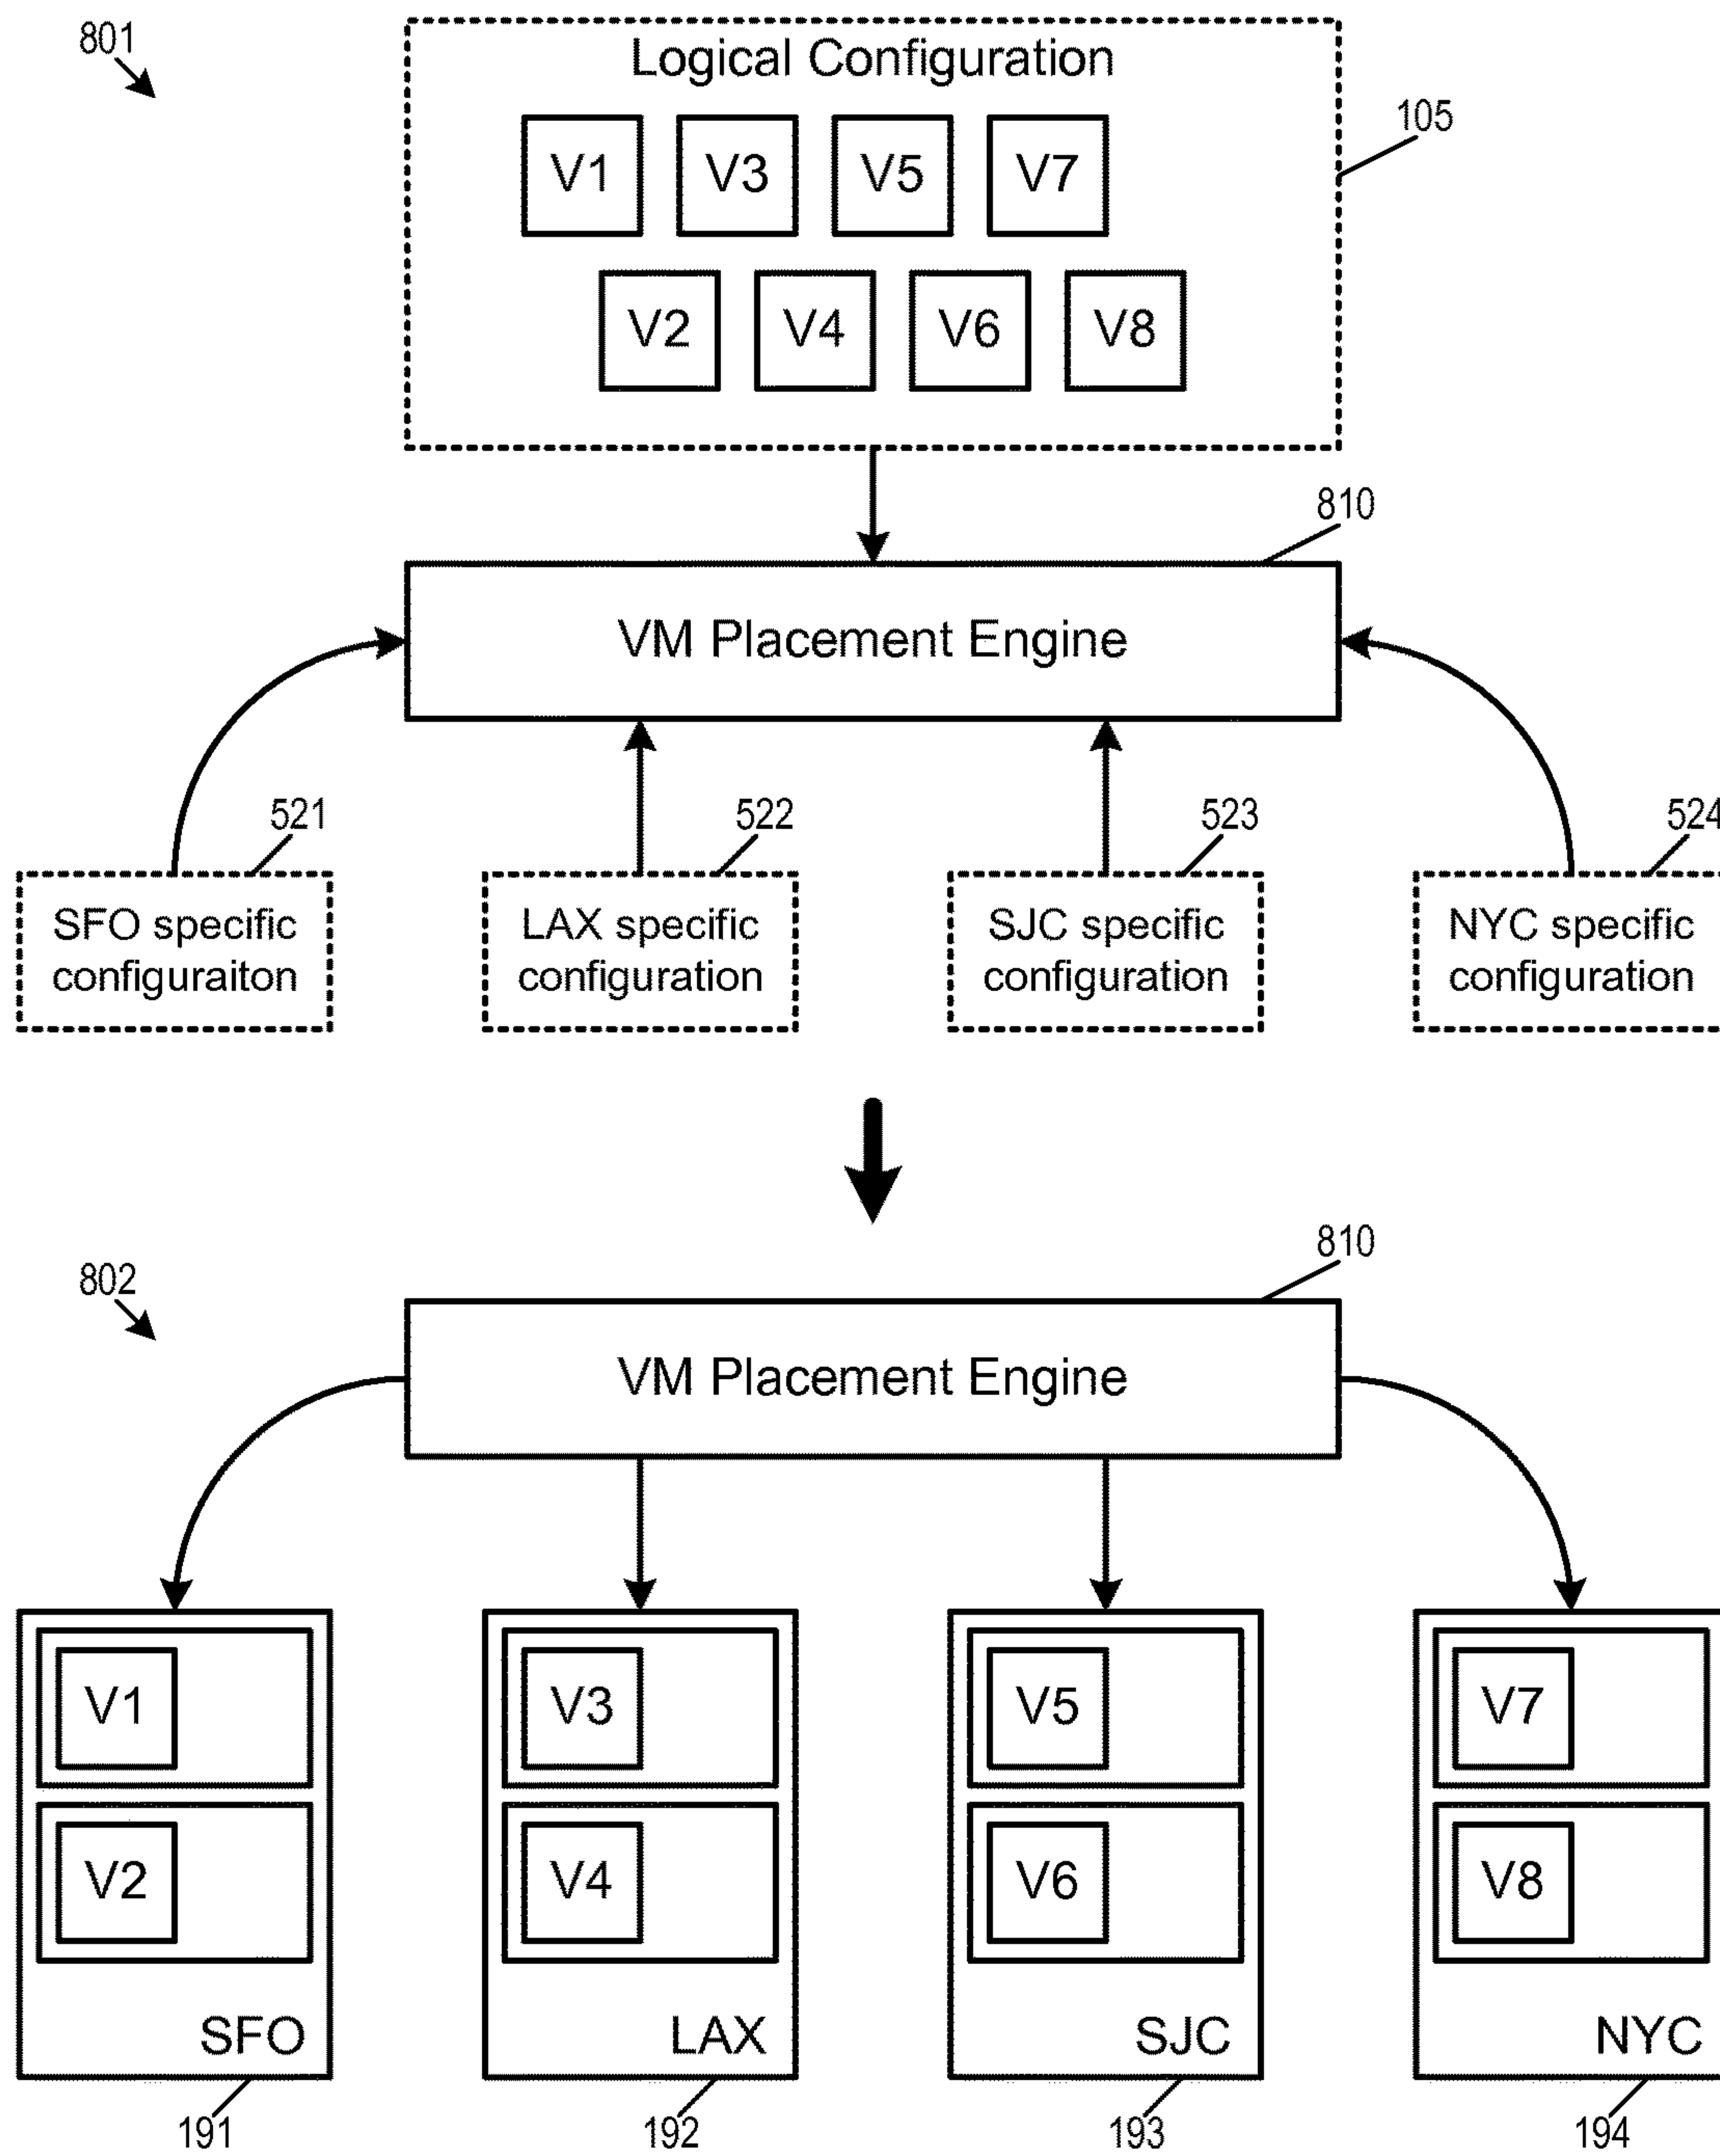 801
Logical Configuration
105
V1 V3 V5 V7
V2 V4 V6 V8
810
VM Placement Engine
521 522 523 524
SFO specific LAX specific SJC specific NYC specific
configuraiton configuration configuration configuration
810
802
VM Placement Engine
V1 V3 V5 V7
V2 V4 V6 V8
SFO LAX SJC NYC
191 192 193 194